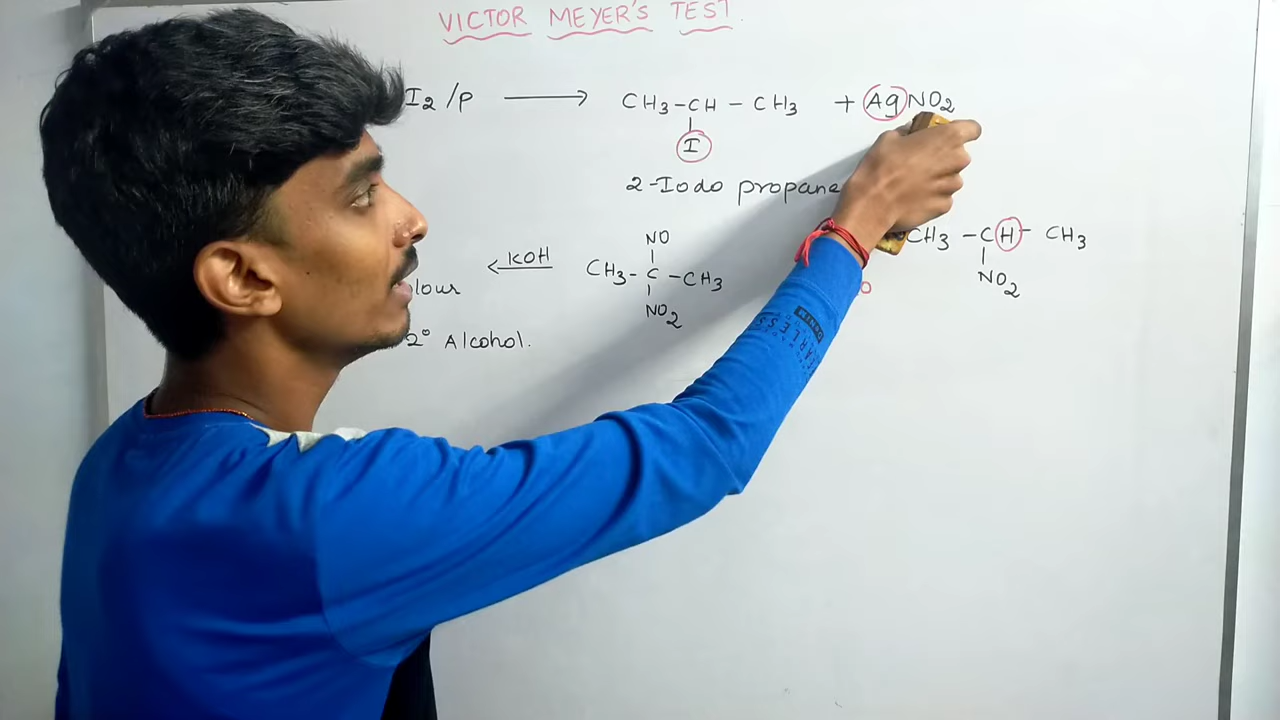 VICTOR MEYER'S TEST.
I2 /P ⟶ CH3–CH – CH3 + AgNO2
I
2-Iodo propane
NO CH3 – CH – CH3
KOH
CH3– C –CH3
NO2
NO2
2° Alcohol.